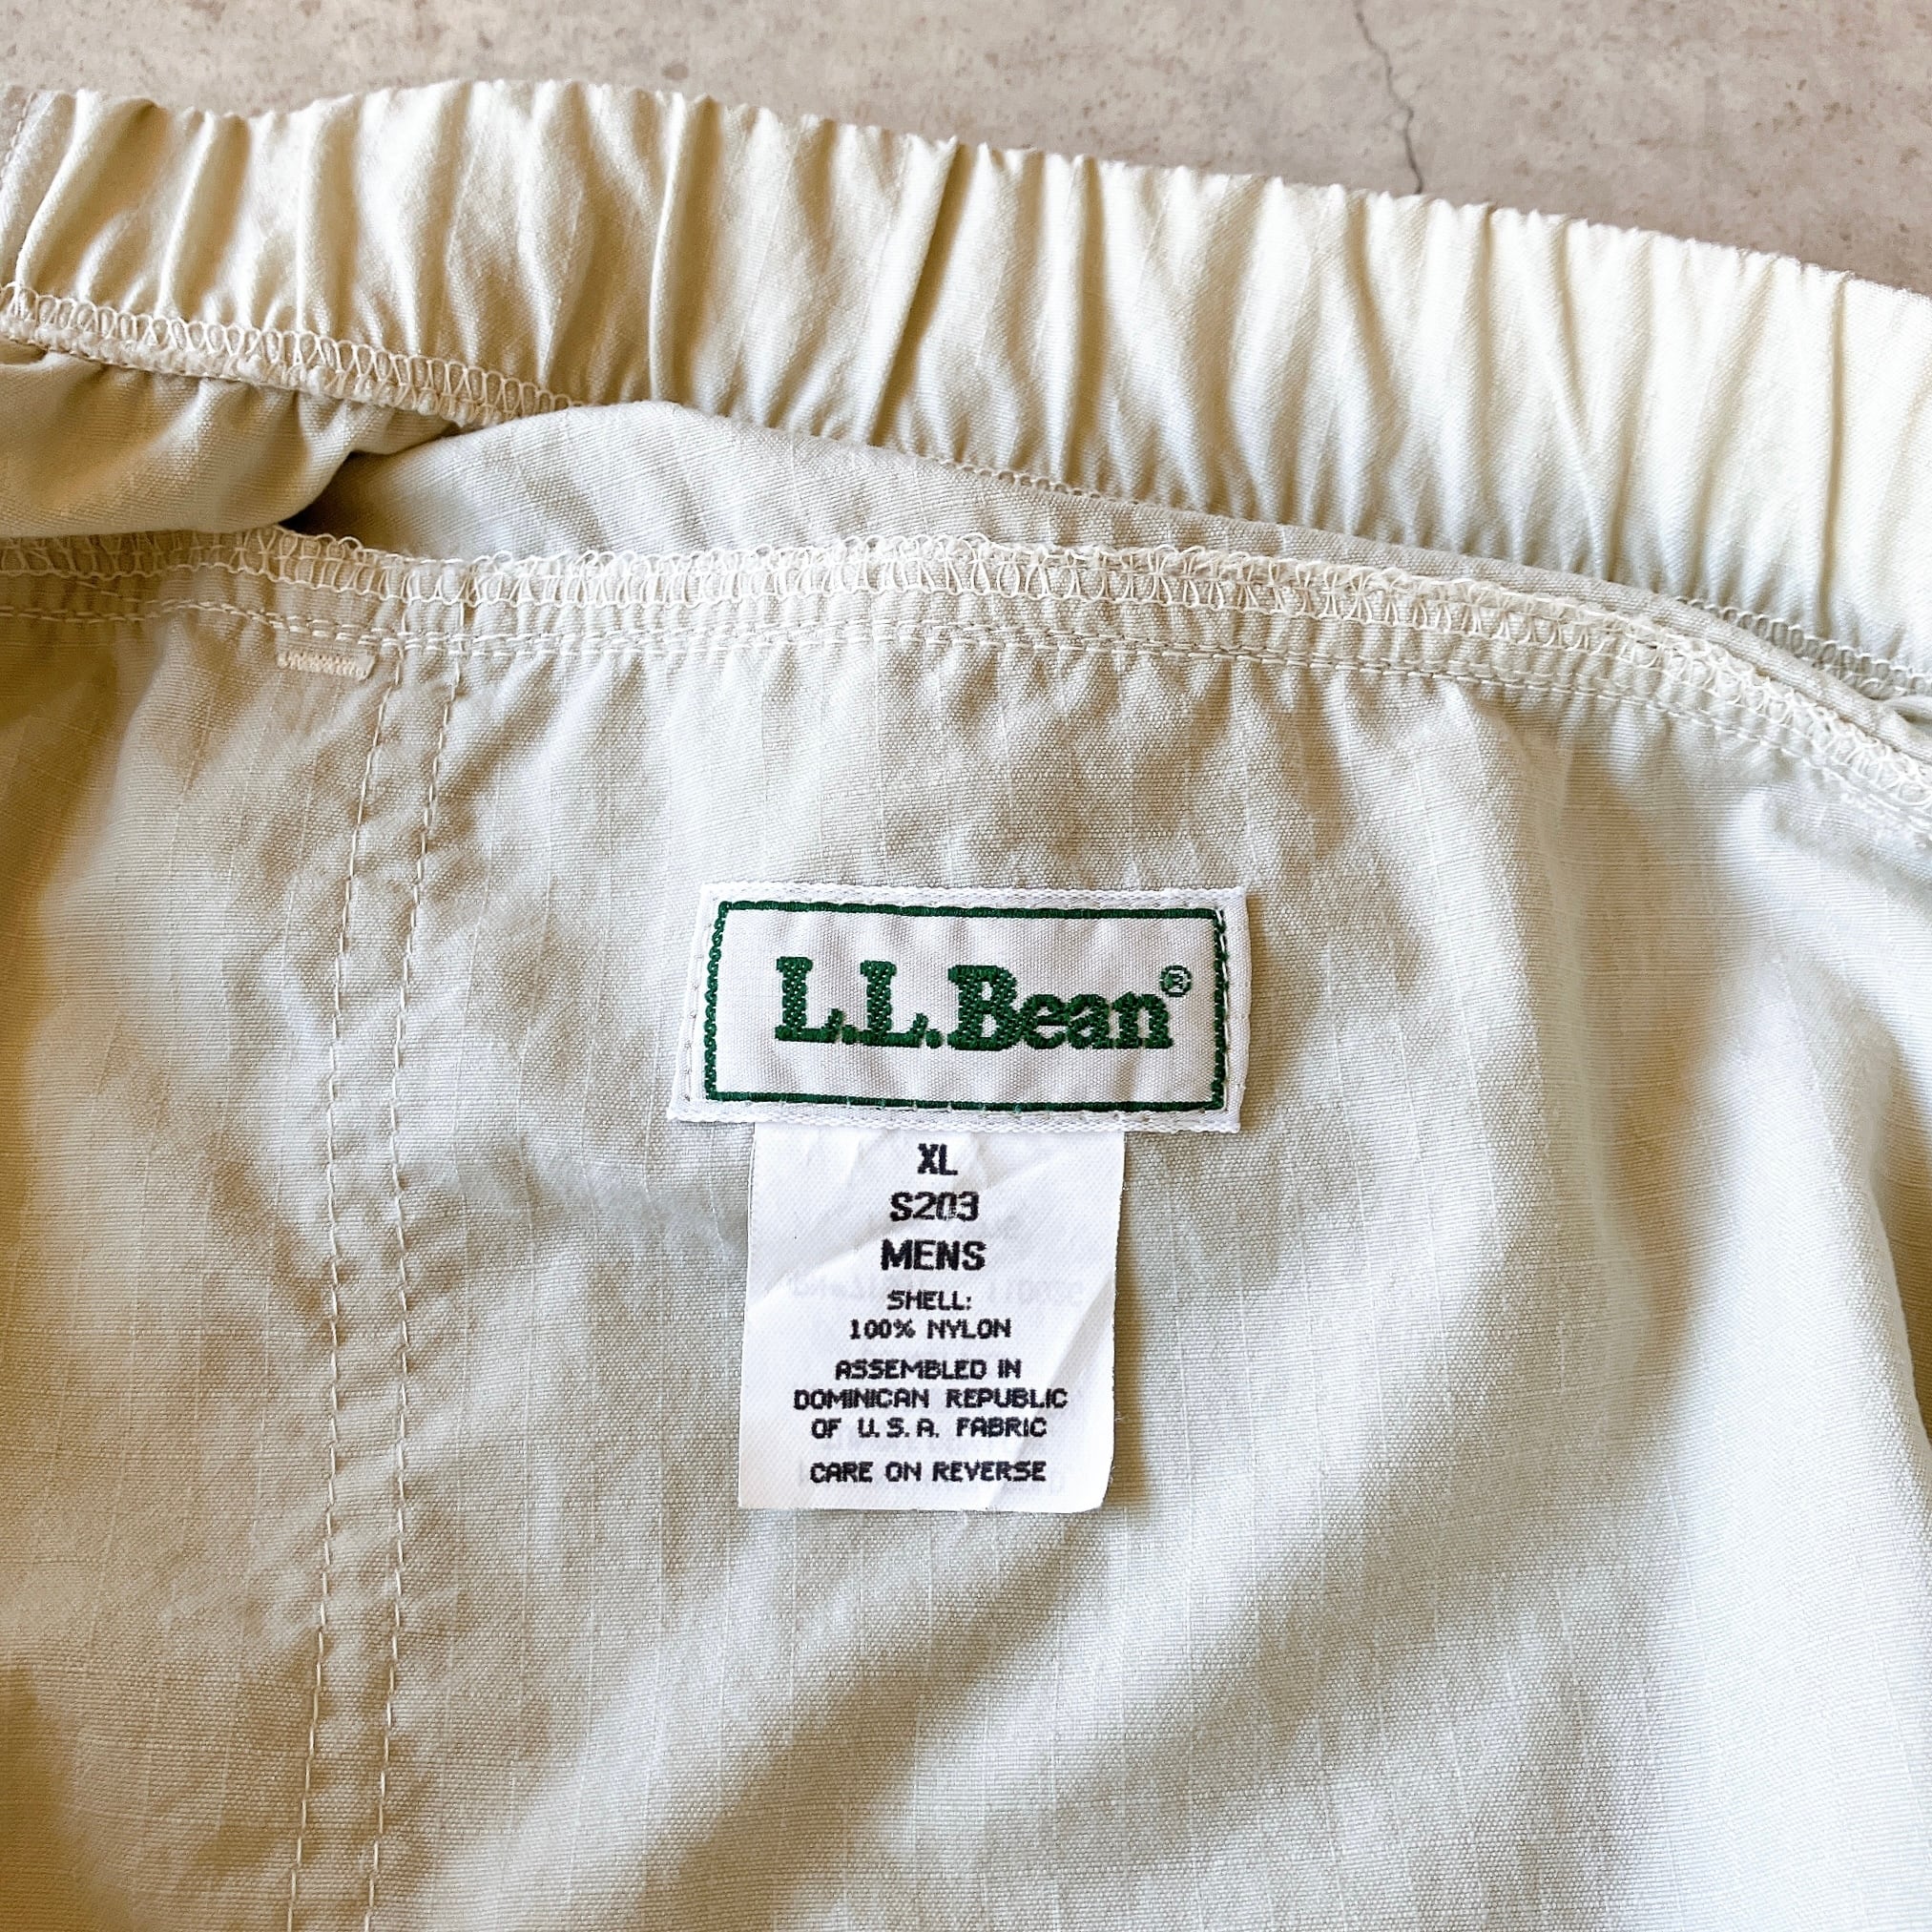 L.L.Bean®
XL
S203
MENS
SHELL:
100% NYLON
ASSEMBLED IN
DOMINICAN REPUBLIC
OF U.S.A. FABRIC
CARE ON REVERSE